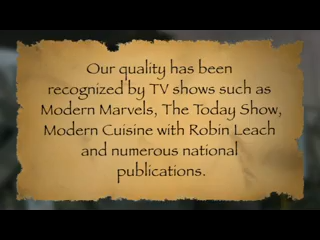 Our quality has been
recognized by TV shows such as
Modern Marvels, The Today Show,
Modern Cuisine with Robin Leach
and numerous national
publications.